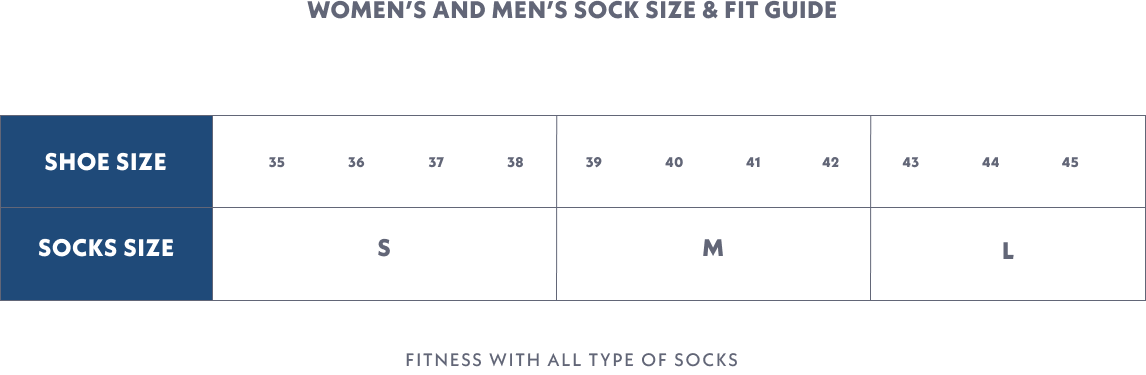 WOMEN’S AND MEN’S SOCK SIZE & FIT GUIDE
SHOE SIZE 35 36 37 38 39 40 41 42 43 44 45
SOCKS SIZE S M L
FITNESS WITH ALL TYPE OF SOCKS